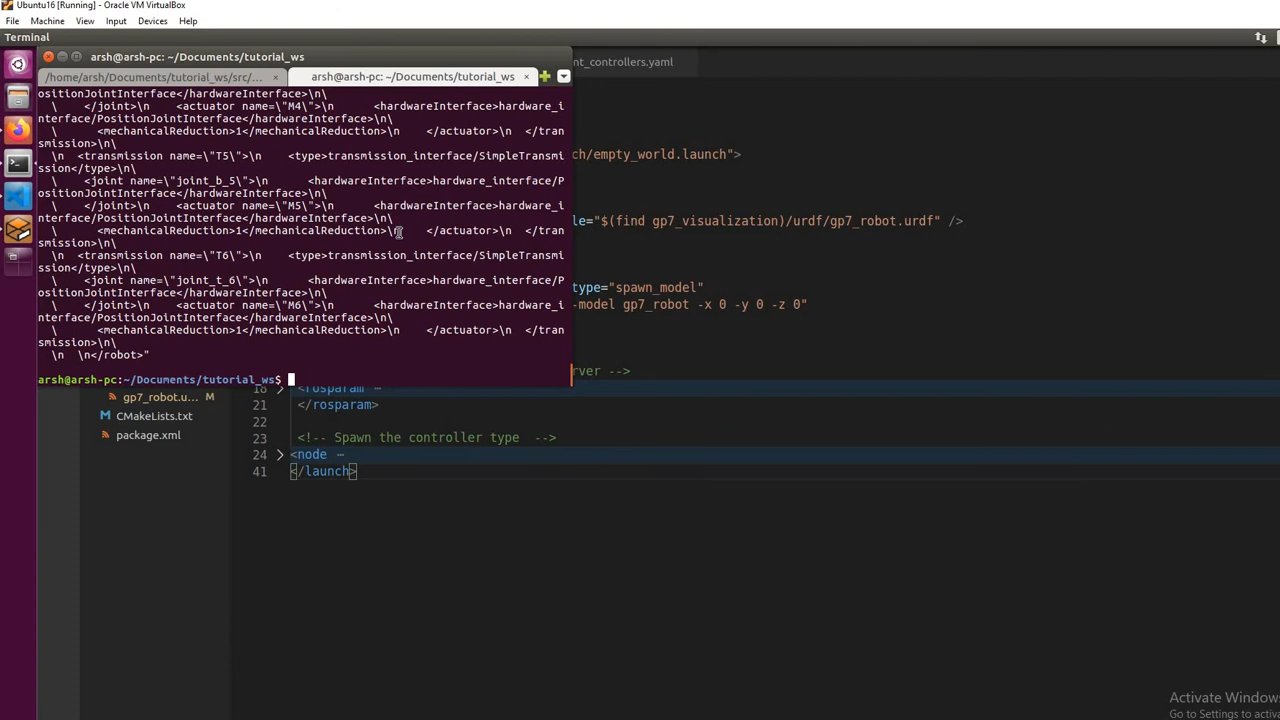 Ubuntu16 [Running] - Oracle VM VirtualBox
File Machine View Input Devices Help
Terminal
arsh@arsh-pc: ~/Documents/tutorial_ws
/home/arsh/Documents/tutorial_ws/src/... ×
arsh@arsh-pc: ~/Documents/tutorial_ws ×
nt_controllers.yaml
ositionJointInterface</hardwareInterface>\n\
\ </joint>\n <actuator name=\"M4\">\n <hardwareInterface>hardware_i
nterface/PositionJointInterface</hardwareInterface>\n\
\ <mechanicalReduction>1</mechanicalReduction>\n </actuator>\n </tran
smission>\n\
\ \n <transmission name=\"T5\">\n <type>transmission_interface/SimpleTransmi
ssion</type>\n\
\ <joint name=\"joint_b_5\">\n <hardwareInterface>hardware_interface/P
ositionJointInterface</hardwareInterface>\n\
\ </joint>\n <actuator name=\"M5\">\n <hardwareInterface>hardware_i
nterface/PositionJointInterface</hardwareInterface>\n\
\ <mechanicalReduction>1</mechanicalReduction>\n </actuator>\n </tran
smission>\n\
\ \n <transmission name=\"T6\">\n <type>transmission_interface/SimpleTransmi
ssion</type>\n\
\ <joint name=\"joint_t_6\">\n <hardwareInterface>hardware_interface/P
ositionJointInterface</hardwareInterface>\n\
\ </joint>\n <actuator name=\"M6\">\n <hardwareInterface>hardware_i
nterface/PositionJointInterface</hardwareInterface>\n\
\ <mechanicalReduction>1</mechanicalReduction>\n </actuator>\n </tran
smission>\n\
\ \n \n</robot>"
arsh@arsh-pc:~/Documents/tutorial_ws$
ch/empty_world.launch">
le="$(find gp7_visualization)/urdf/gp7_robot.urdf" />
type="spawn_model"
-model gp7_robot -x 0 -y 0 -z 0"
rver -->
18 <rosparam ⋯
21 </rosparam>
22
23 <!-- Spawn the controller type -->
24 <node ⋯
41 </launch>
gp7_robot.u... M
CMakeLists.txt
package.xml
Activate Windows
Go to Settings to activa